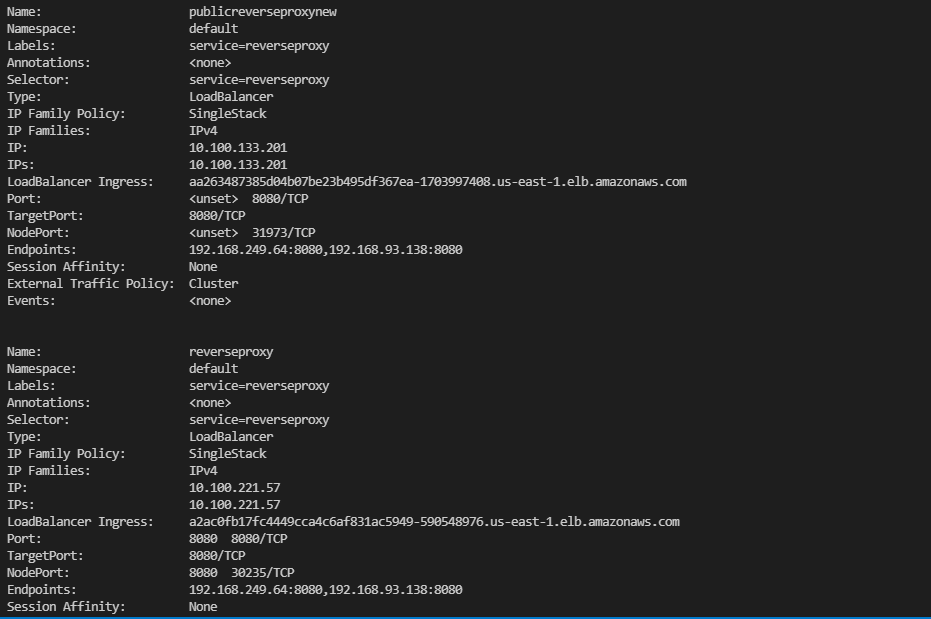 Name: publicreverseproxynew
Namespace: default
Labels: service=reverseproxy
Annotations: <none>
Selector: service=reverseproxy
Type: LoadBalancer
IP Family Policy: SingleStack
IP Families: IPv4
IP: 10.100.133.201
IPs: 10.100.133.201
LoadBalancer Ingress: aa263487385d04b07be23b495df367ea-1703997408.us-east-1.elb.amazonaws.com
Port: <unset> 8080/TCP
TargetPort: 8080/TCP
NodePort: <unset> 31973/TCP
Endpoints: 192.168.249.64:8080,192.168.93.138:8080
Session Affinity: None
External Traffic Policy: Cluster
Events: <none>
Name: reverseproxy
Namespace: default
Labels: service=reverseproxy
Annotations: <none>
Selector: service=reverseproxy
Type: LoadBalancer
IP Family Policy: SingleStack
IP Families: IPv4
IP: 10.100.221.57
IPs: 10.100.221.57
LoadBalancer Ingress: a2ac0fb17fc4449cca4c6af831ac5949-590548976.us-east-1.elb.amazonaws.com
Port: 8080 8080/TCP
TargetPort: 8080/TCP
NodePort: 8080 30235/TCP
Endpoints: 192.168.249.64:8080,192.168.93.138:8080
Session Affinity: None